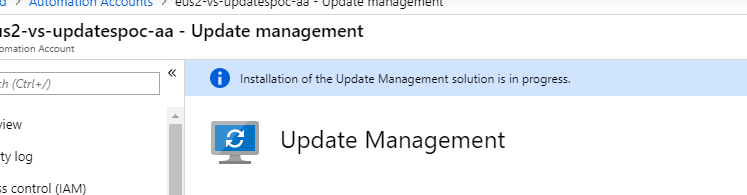 Automation Accounts > eus2-vs-updatespoc-aa - Update management
us2-vs-updatespoc-aa - Update management
omation Account
ch (Ctrl+/)
«
Installation of the Update Management solution is in progress.
Update Management
view
ty log
ss control (IAM)